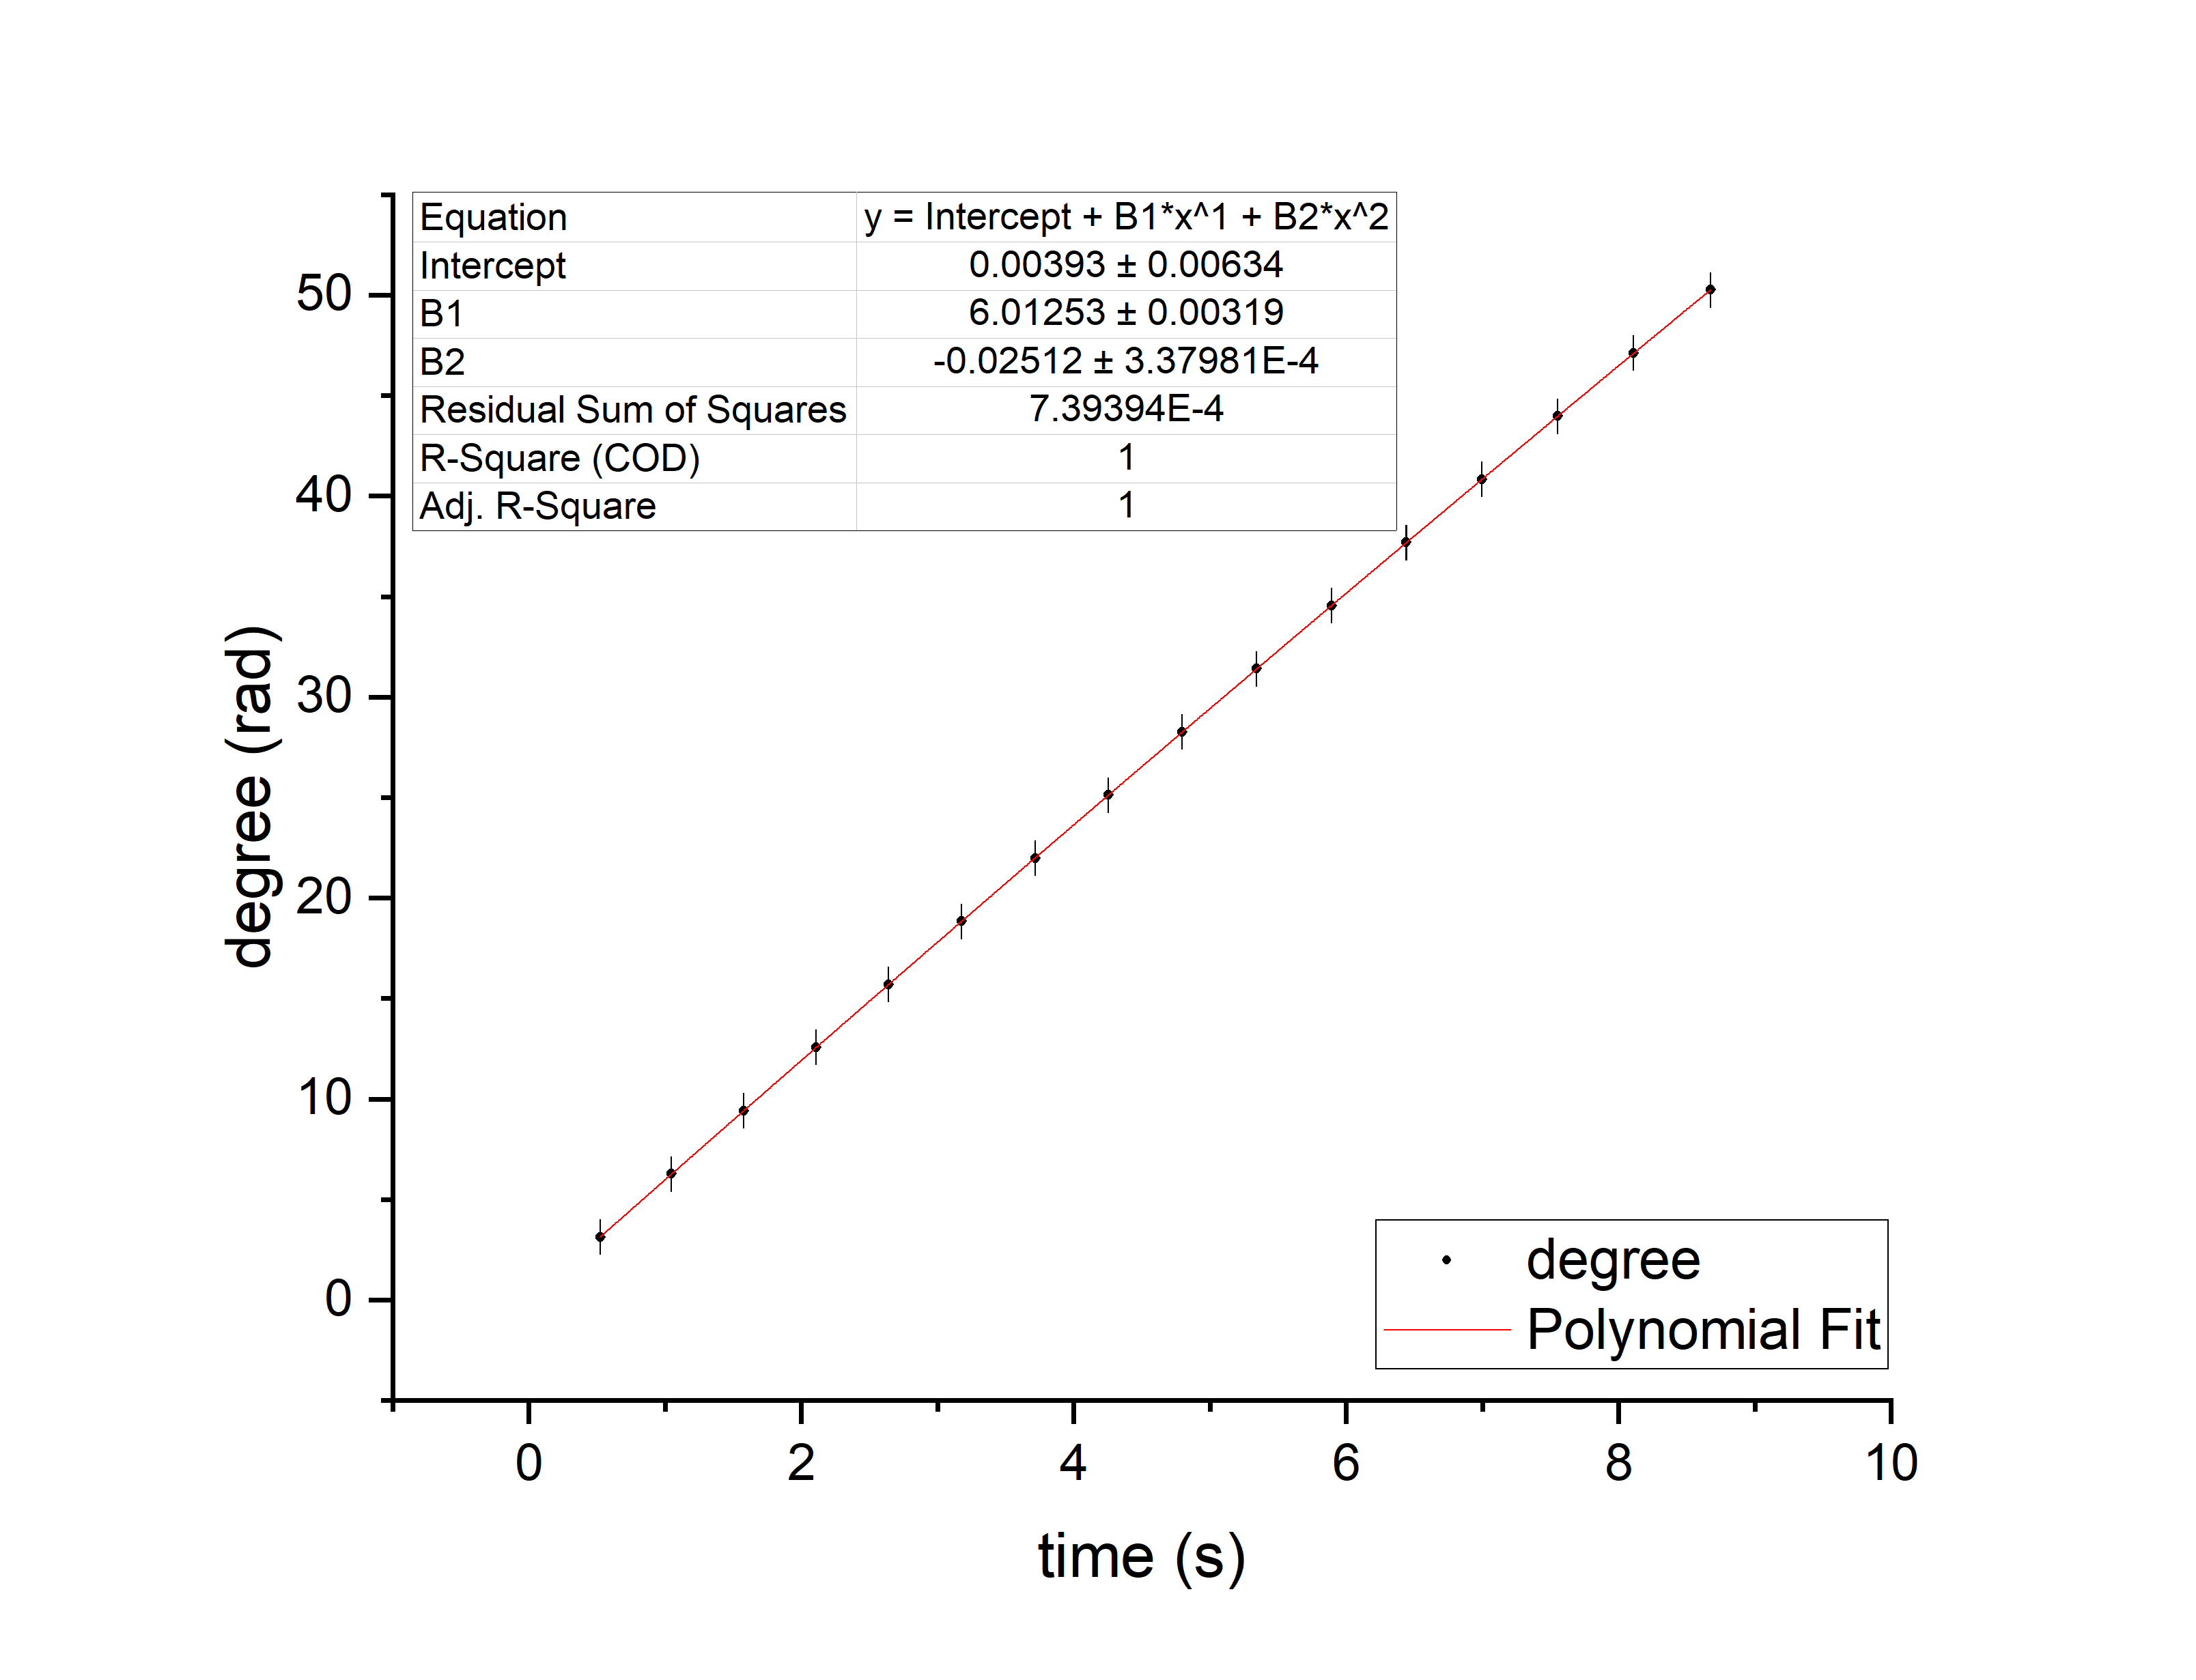 Equation y = Intercept + B1*x^1 + B2*x^2
Intercept 0.00393 ± 0.00634
B1 6.01253 ± 0.00319
B2 -0.02512 ± 3.37981E-4
Residual Sum of Squares 7.39394E-4
R-Square (COD) 1
Adj. R-Square 1
50
40
30
20
10
0
degree (rad)
degree
Polynomial Fit
0 2 4 6 8 10
time (s)